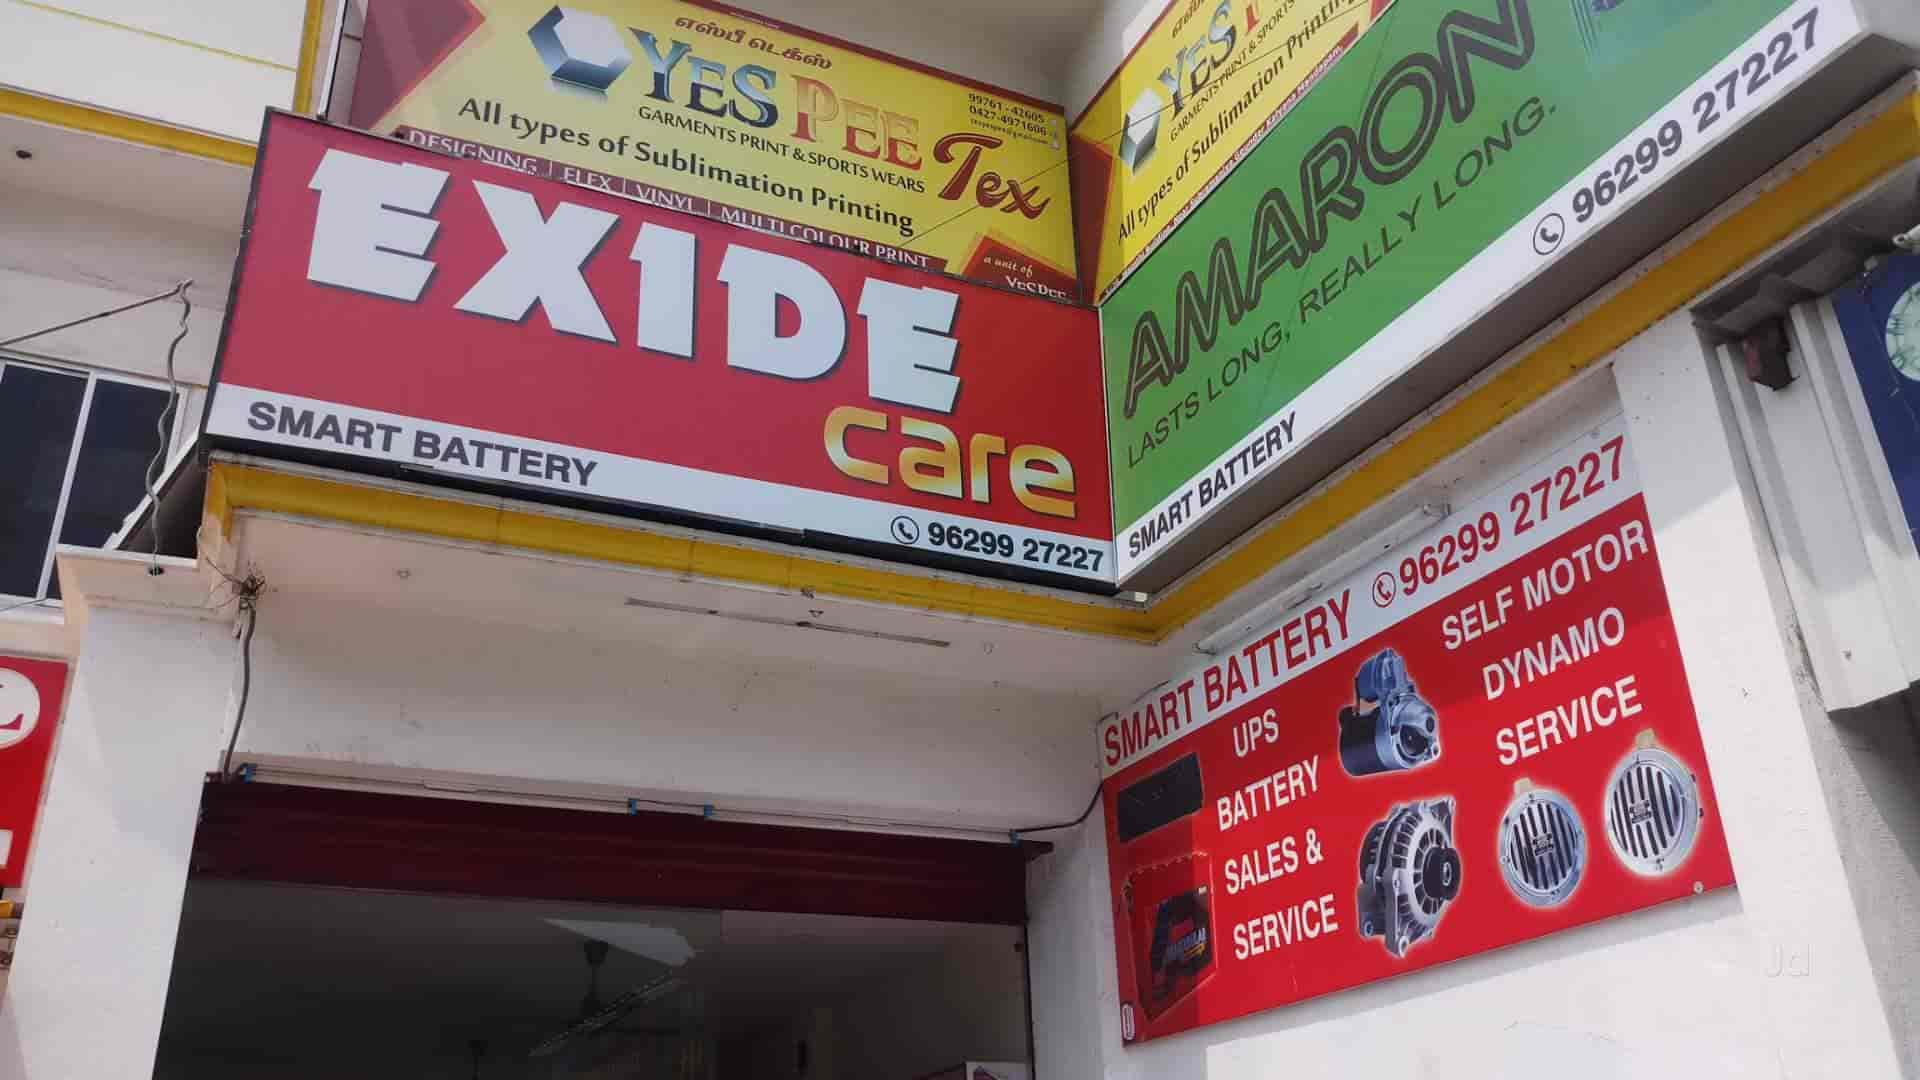 எஸ்பீ டெக்ஸ்
YES PEE Tex
GARMENTS PRINT & SPORTS WEARS
99761 - 42605
0427-4971606
All types of Sublimation Printing
DESIGNING | FLEX | VINYL | MULTI COLOUR PRINT
a unit of
YES PEE
EXIDE
care
SMART BATTERY
96299 27227
GARMENTS PRINT & SPORTS
All types of Sublimation Printing
AMARON
LASTS LONG, REALLY LONG.
SMART BATTERY
96299 27227
SMART BATTERY 96299 27227
UPS
BATTERY
SALES &
SERVICE
SELF MOTOR
DYNAMO
SERVICE
Jd